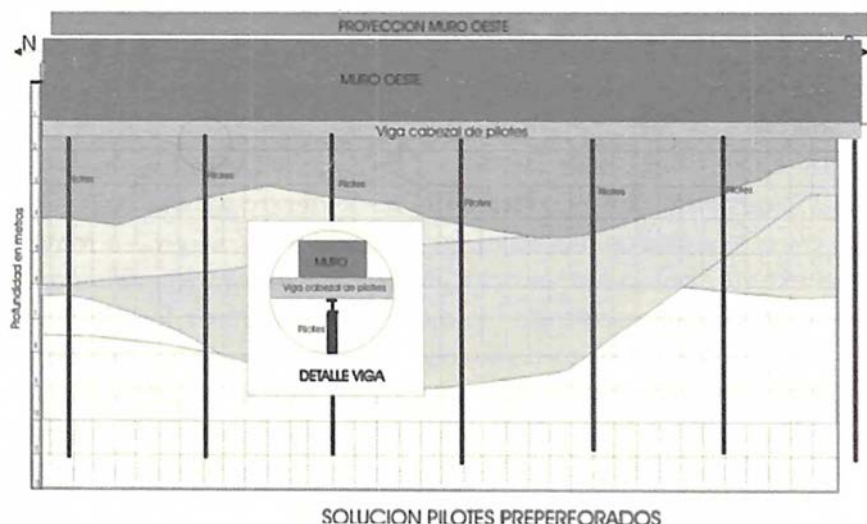 PROYECCION MURO OESTE
N
MURO OESTE
Viga cabezal de pilotes
Pilotes
Pilotes
Pilotes
Pilotes
Pilotes
Pilotes
Profundidad en metros
MURO
Viga cabezal de pilotes
Pilotes
DETALLE VIGA
SOLUCION PILOTES PREPERFORADOS